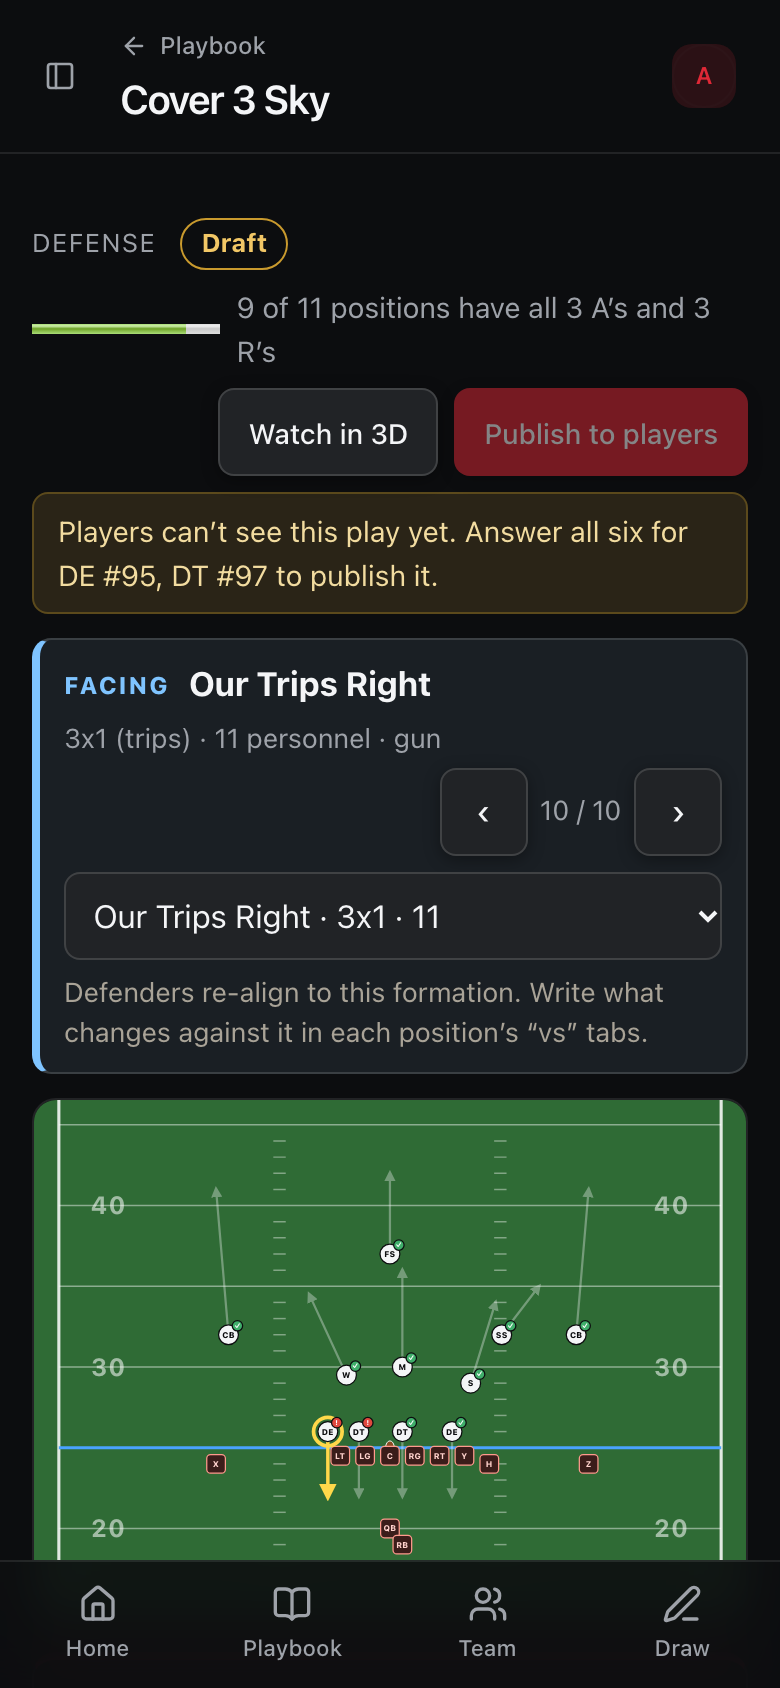 ← Playbook
Cover 3 Sky
A
DEFENSE Draft
9 of 11 positions have all 3 A’s and 3
R’s
Watch in 3D Publish to players
Players can’t see this play yet. Answer all six for
DE #95, DT #97 to publish it.
FACING Our Trips Right
3x1 (trips) · 11 personnel · gun
‹ 10 / 10 ›
Our Trips Right · 3x1 · 11
Defenders re-align to this formation. Write what
changes against it in each position’s “vs” tabs.
40 40
FS
CB SS CB
30 M 30
W S
DE DT DT DE
LT LG C RG RT Y
X H Z
20 QB 20
RB
Home Playbook Team Draw